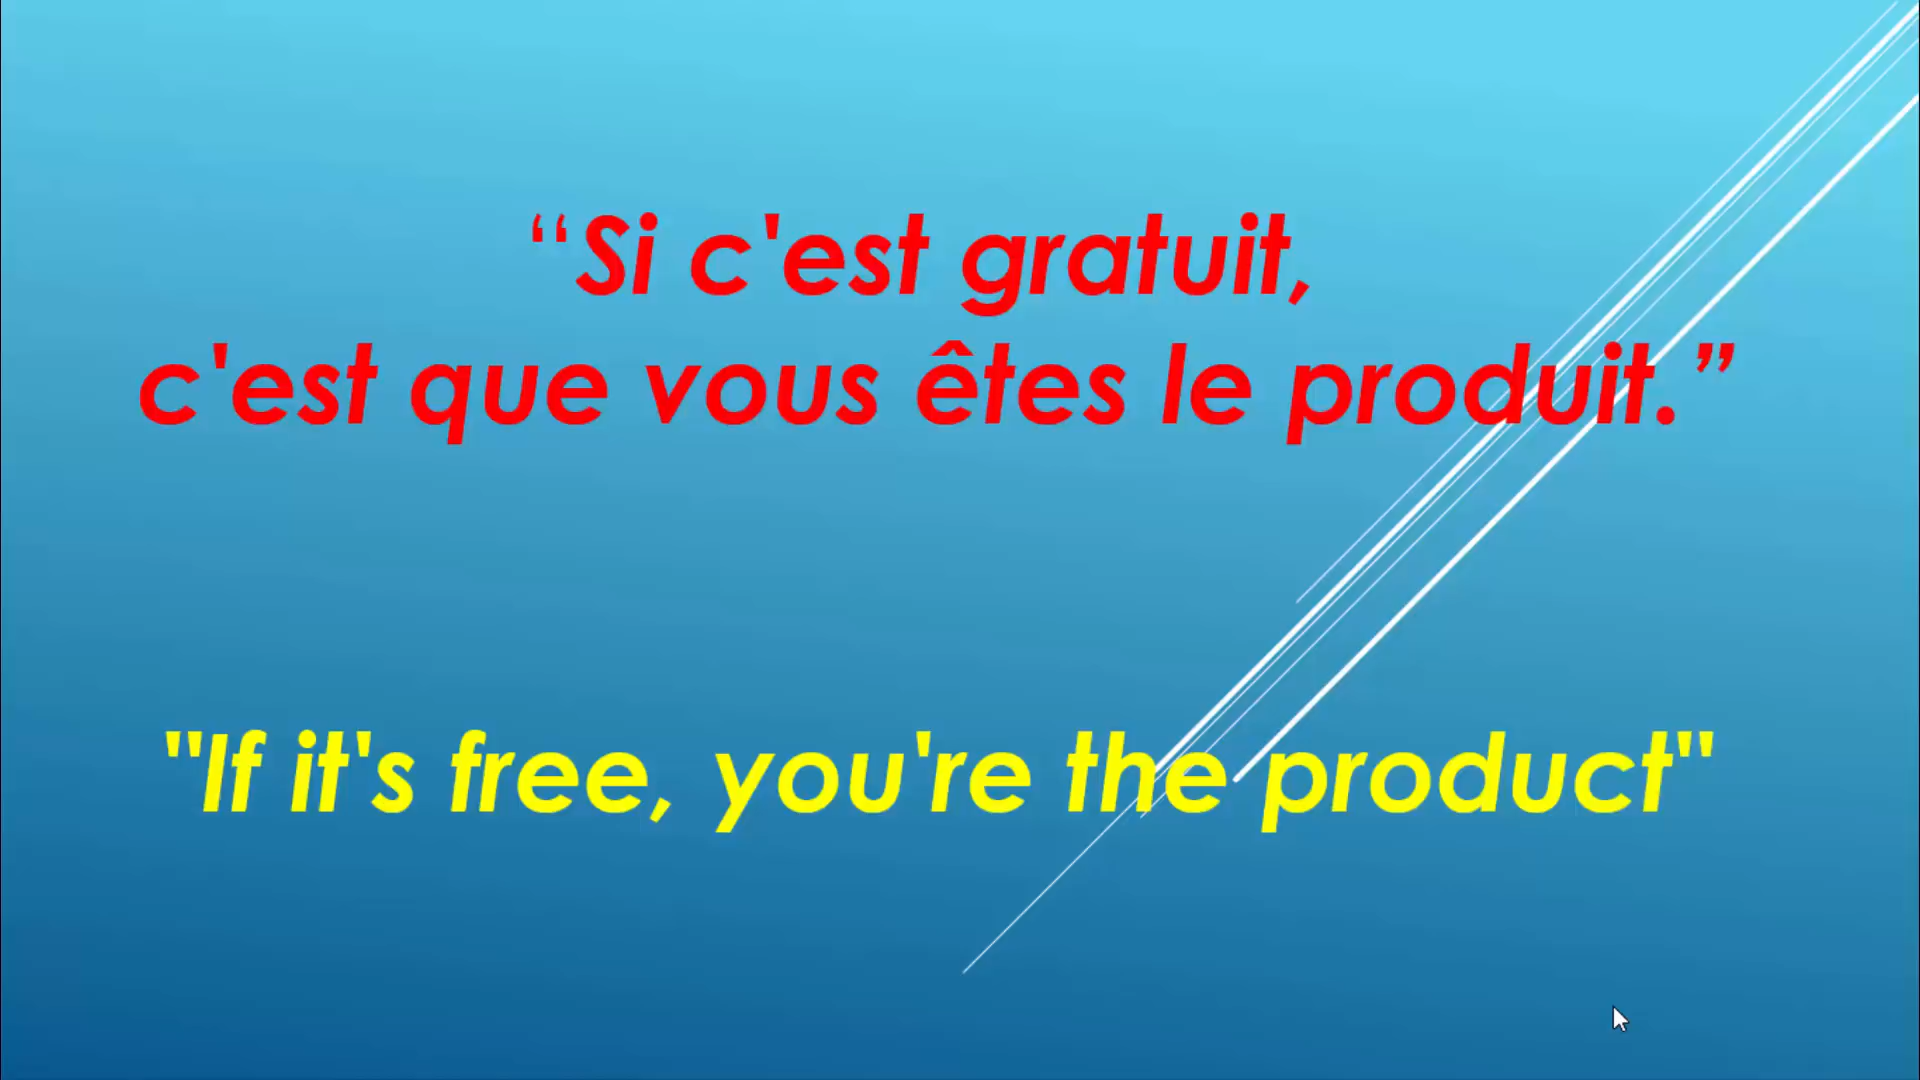 “Si c'est gratuit,
c'est que vous êtes le produit.”
"If it's free, you're the product"